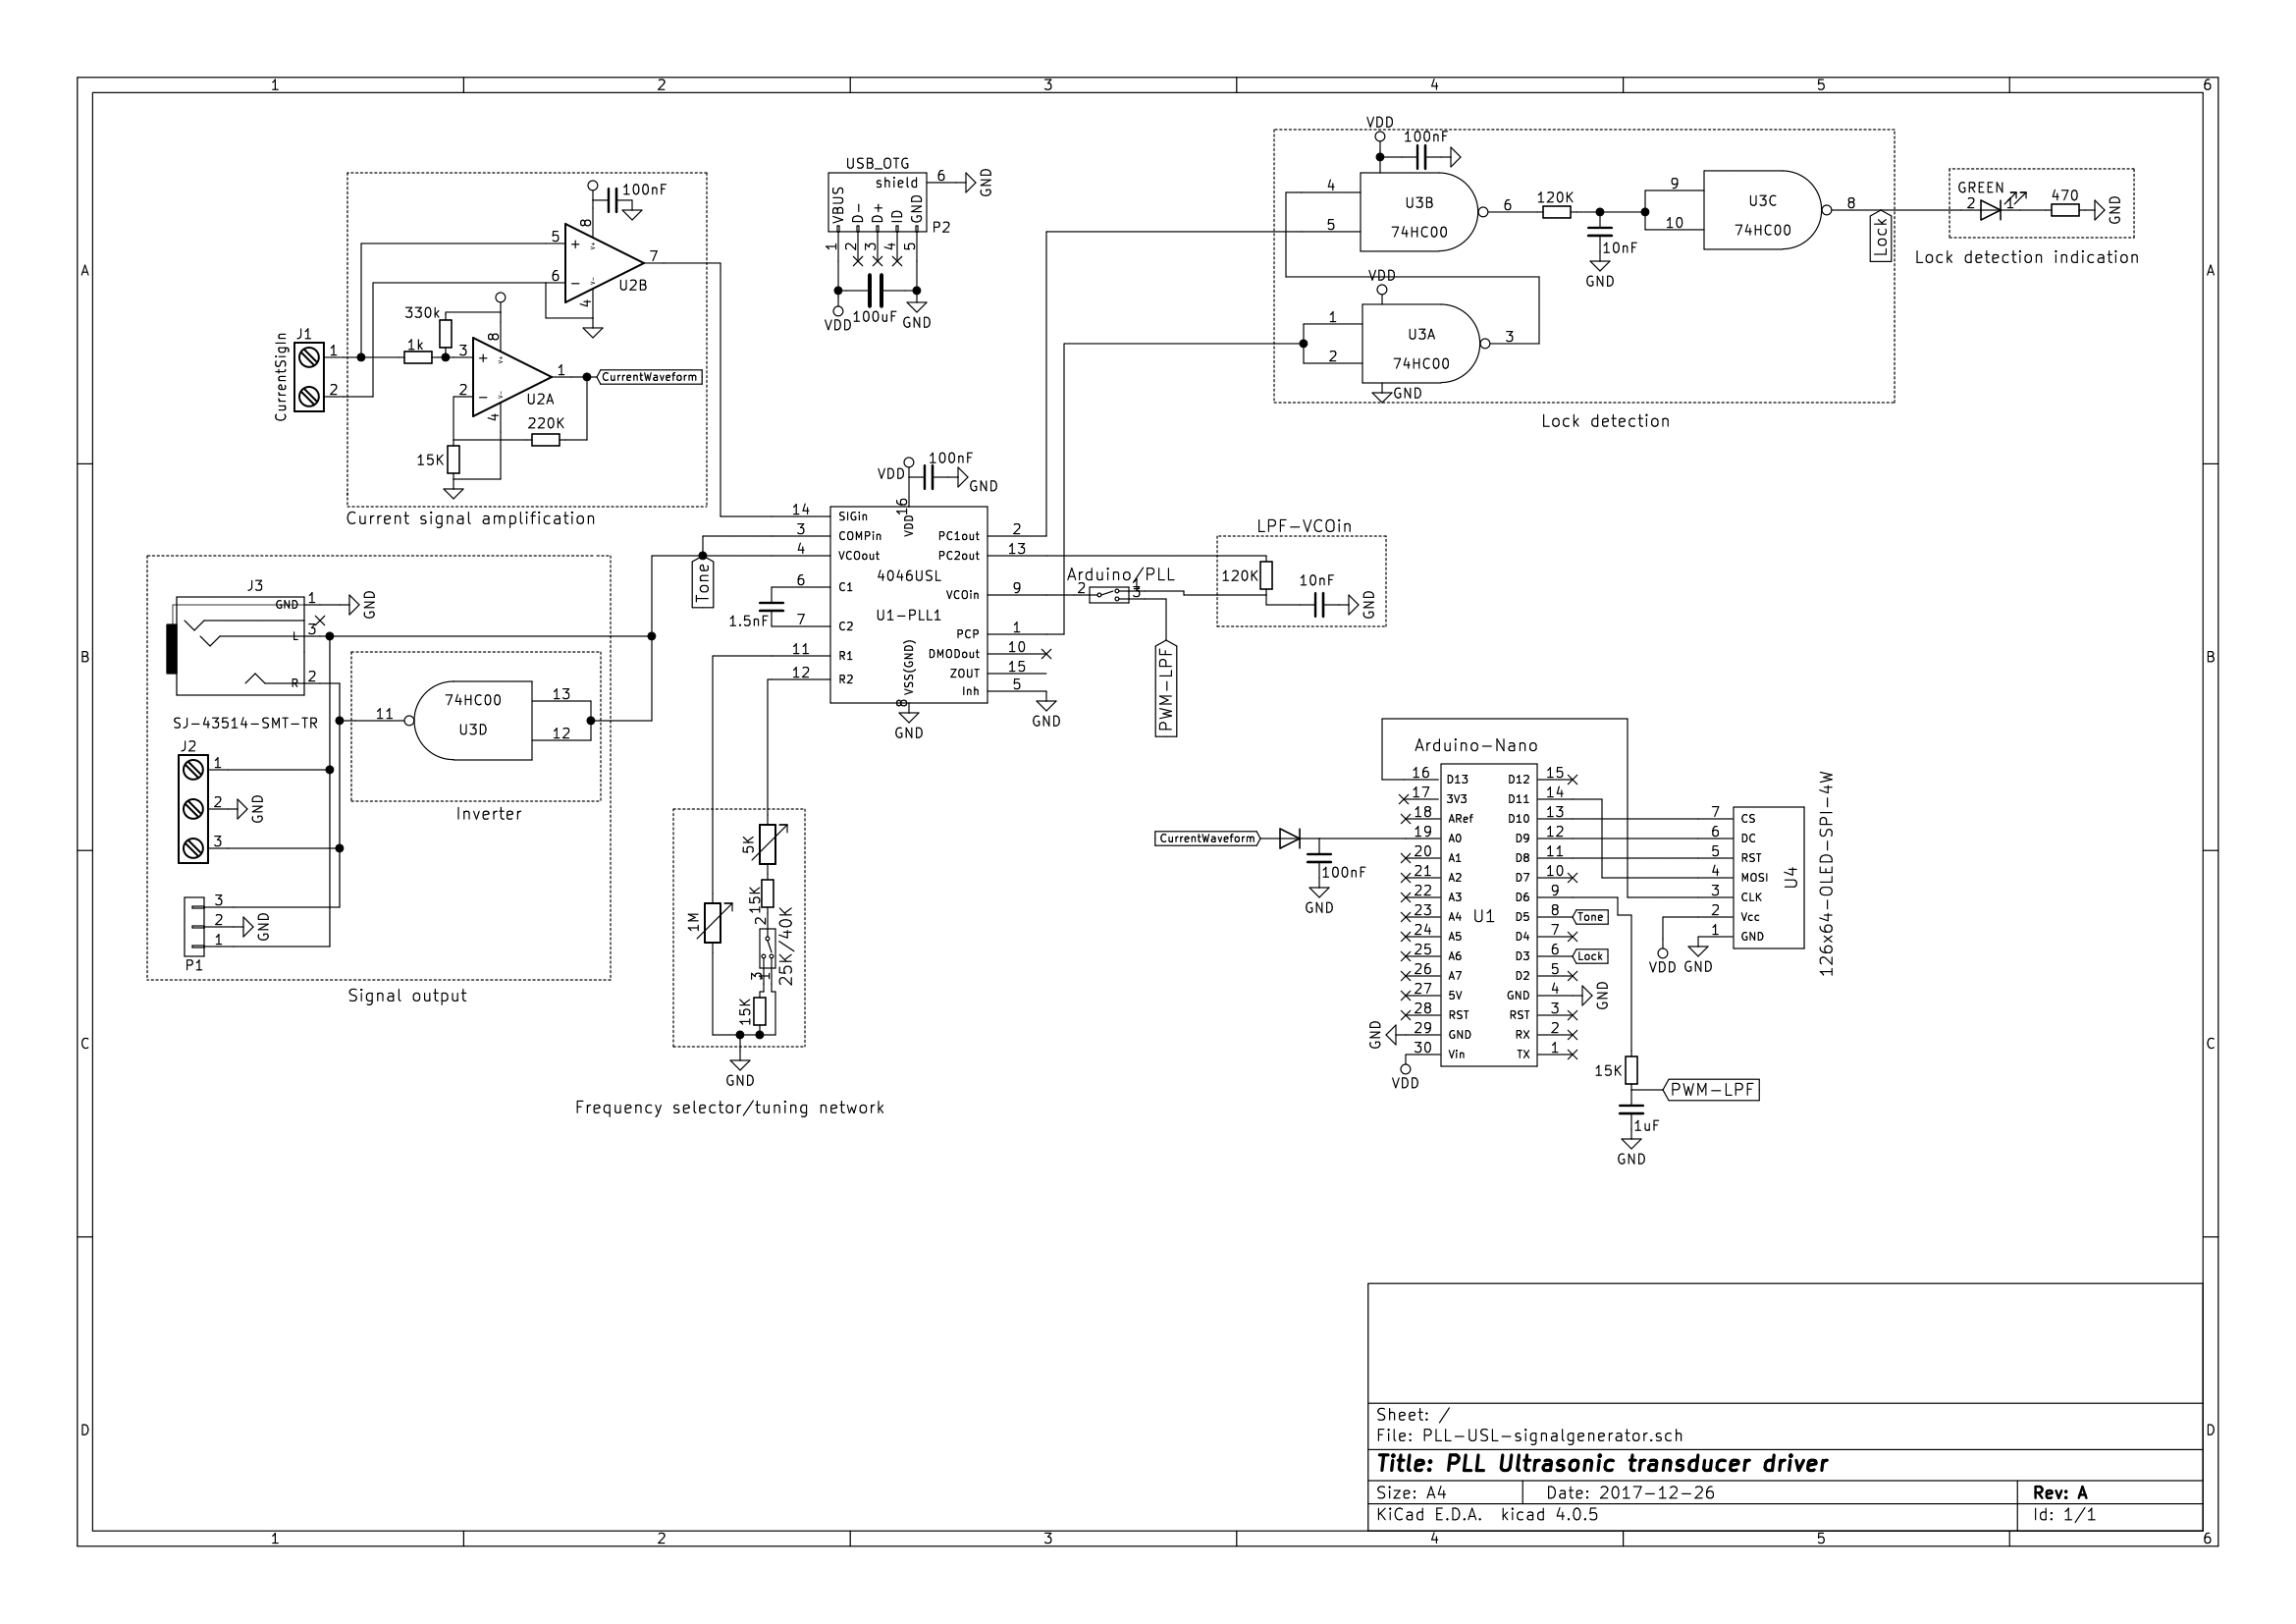 1 2 3 4 5 6
A
B
C
D
A
B
C
D
1 2 3 4 5 6
100nF
8
5
+
V+
7
6
-
V-
4
U2B
330k
8
J1
CurrentSigIn
1
2
1k
3
+
V+
1
CurrentWaveform
2
-
V-
4
U2A
220K
15K
Current signal amplification
USB_OTG
shield
6
GND
VBUS
D-
D+
ID
GND
P2
1
2
3
4
5
100uF
VDD
GND
VDD
100nF
4
5
U3B
74HC00
6
120K
10nF
GND
9
10
U3C
74HC00
8
Lock
VDD
1
2
U3A
74HC00
3
GND
Lock detection
GREEN
2
1
470
GND
Lock detection indication
VDD
100nF
GND
16
14
SIGin
3
COMPin
4
VCOout
6
C1
7
C2
11
R1
12
R2
VDD
4046USL
U1-PLL1
VSS(GND)
8
GND
PC1out
2
PC2out
13
VCOin
9
PCP
1
DMODout
10
ZOUT
15
Inh
5
GND
1.5nF
Tone
Arduino/PLL
2
1
3
PWM-LPF
LPF-VCOin
120K
10nF
GND
J3
GND
1
GND
L
3
R
2
SJ-43514-SMT-TR
74HC00
U3D
11
13
12
Inverter
J2
1
2
GND
3
3
2
GND
1
P1
Signal output
5K
15K
1M
2
25K/40K
3
1
15K
GND
Frequency selector/tuning network
CurrentWaveform
100nF
GND
Arduino-Nano
U1
16 D13
17 3V3
18 ARef
19 A0
20 A1
21 A2
22 A3
23 A4
24 A5
25 A6
26 A7
27 5V
28 RST
29 GND
30 Vin
GND
VDD
D12 15
D11 14
D10 13
D9 12
D8 11
D7 10
D6 9
D5 8
D4 7
D3 6
D2 5
GND 4
RST 3
RX 2
TX 1
Tone
Lock
GND
7 CS
6 DC
5 RST
4 MOSI
3 CLK
2 Vcc
1 GND
U4
126x64-OLED-SPI-4W
VDD
GND
15K
PWM-LPF
1uF
GND
Sheet: /
File: PLL-USL-signalgenerator.sch
Title: PLL Ultrasonic transducer driver
Size: A4
Date: 2017-12-26
Rev: A
KiCad E.D.A. kicad 4.0.5
Id: 1/1